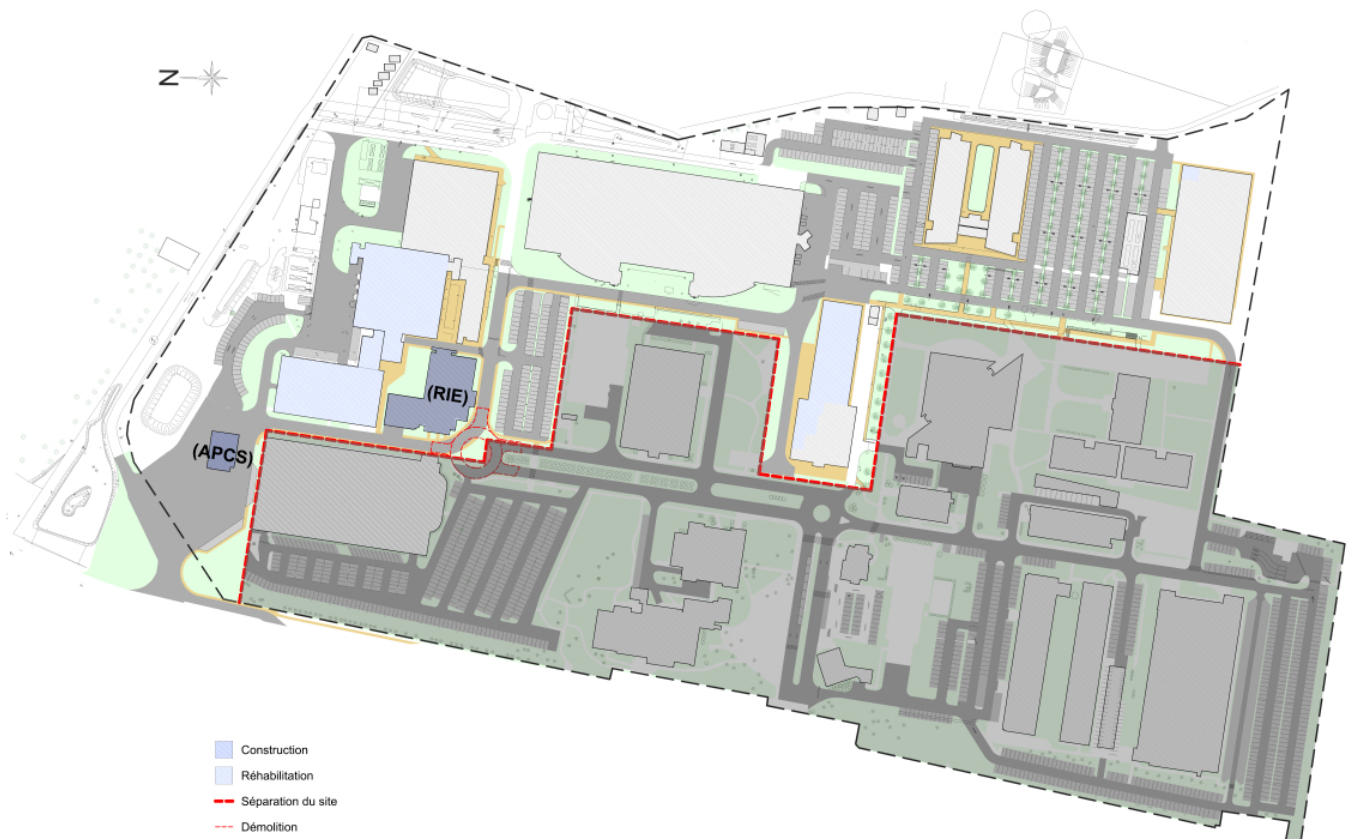 N
(RIE)
(APCS)
Construction
Réhabilitation
Séparation du site
Démolition